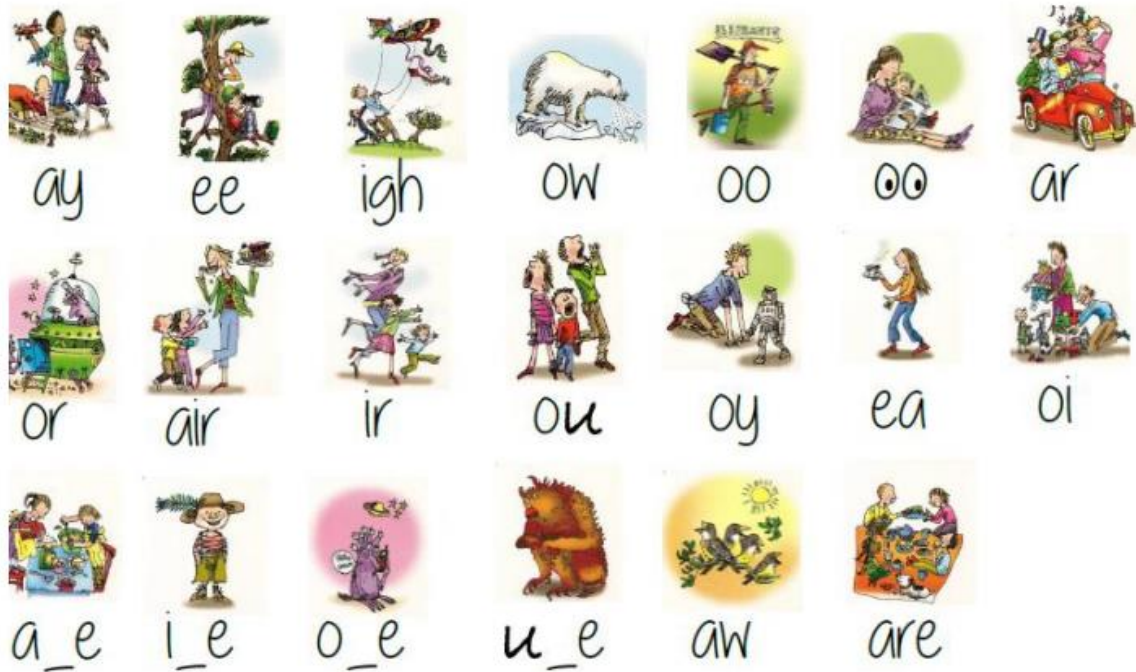 ay ee igh ow oo oo ar
or air ir ou oy ea oi
a_e i_e o_e u_e aw are